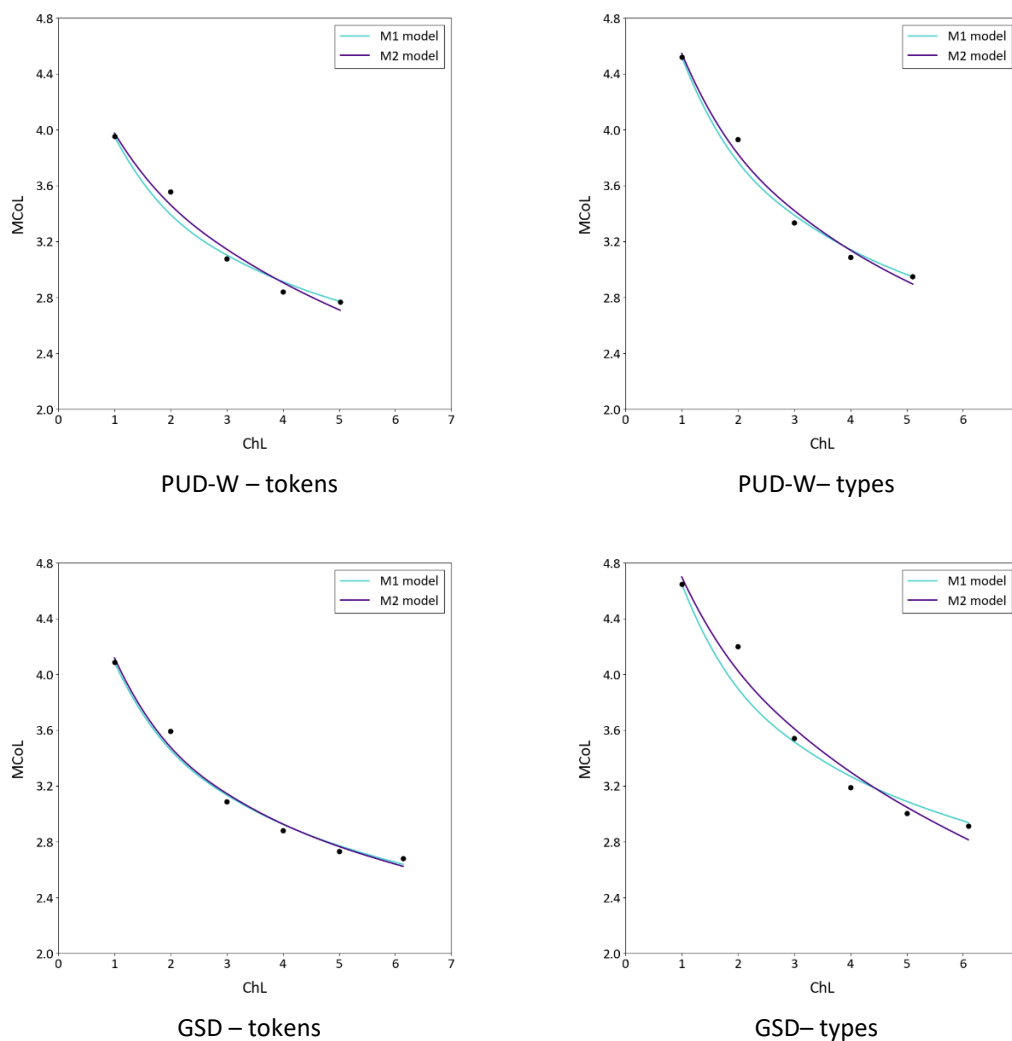 4.8
4.4
4.0
3.6
3.2
2.8
2.4
2.0
MCoL
0 1 2 3 4 5 6 7
ChL
M1 model
M2 model
PUD-W – tokens
4.8
4.4
4.0
3.6
3.2
2.8
2.4
2.0
MCoL
0 1 2 3 4 5 6
ChL
M1 model
M2 model
PUD-W– types
4.8
4.4
4.0
3.6
3.2
2.8
2.4
2.0
MCoL
0 1 2 3 4 5 6 7
ChL
M1 model
M2 model
GSD – tokens
4.8
4.4
4.0
3.6
3.2
2.8
2.4
2.0
MCoL
0 1 2 3 4 5 6
ChL
M1 model
M2 model
GSD– types